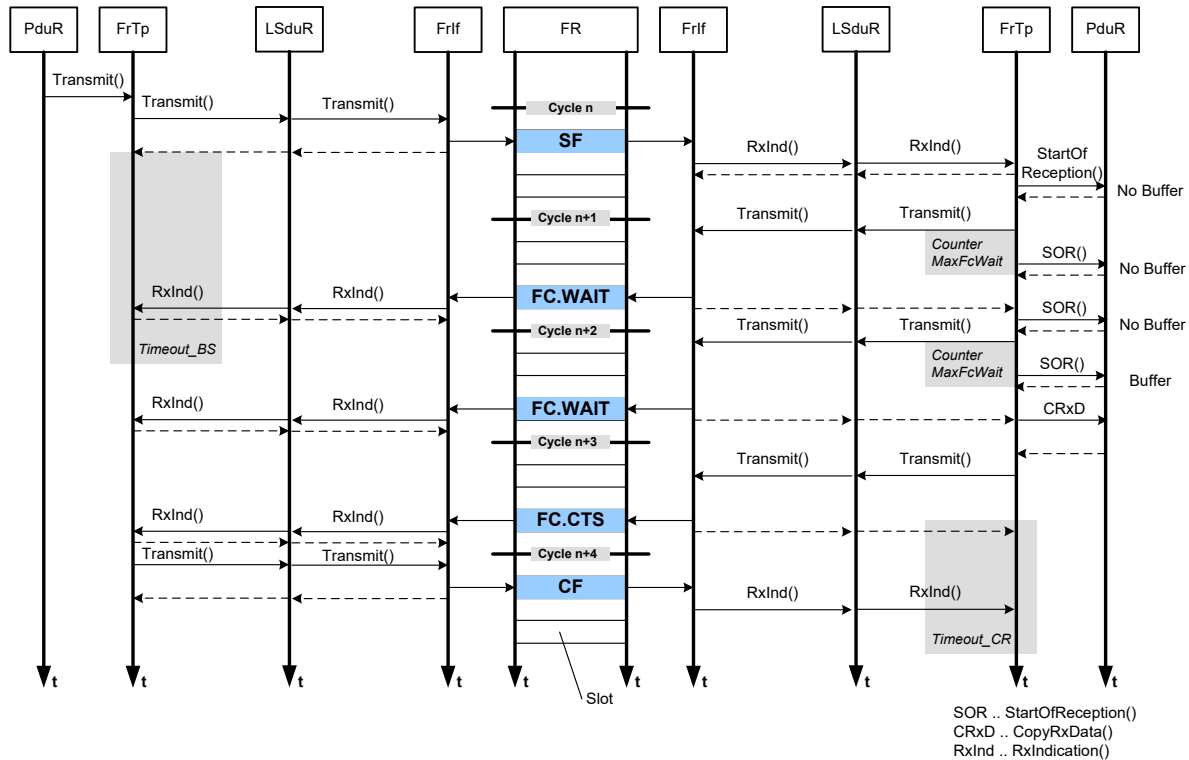 PduR FrTp LSduR FrIf FR FrIf LSduR FrTp PduR
Transmit()
Transmit() Transmit() Cycle n
SF
RxInd() RxInd() StartOf
Reception()
No Buffer
Cycle n+1 Transmit() Transmit()
Counter
MaxFcWait
SOR()
No Buffer
RxInd() RxInd() FC.WAIT SOR()
No Buffer
Cycle n+2 Transmit() Transmit()
Timeout_BS
Counter
MaxFcWait
SOR()
Buffer
RxInd() RxInd() FC.WAIT CRxD
Cycle n+3
Transmit() Transmit()
RxInd() RxInd() FC.CTS
Transmit() Transmit() Cycle n+4
CF
RxInd() RxInd()
Timeout_CR
t t t t t t t t t t
Slot
SOR .. StartOfReception()
CRxD .. CopyRxData()
RxInd .. RxIndication()